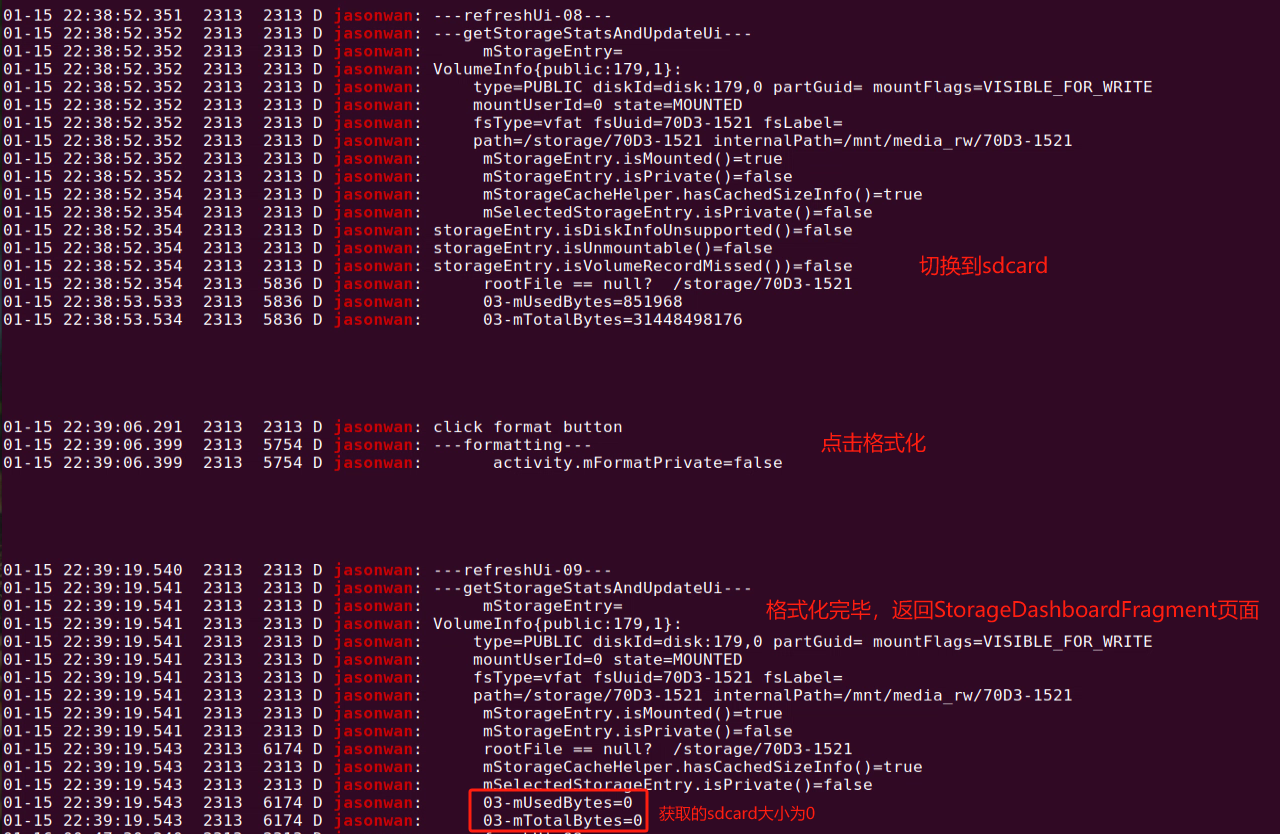 01-15 22:38:52.351  2313  2313 D jasonwan: ---refreshUi-08---
01-15 22:38:52.352  2313  2313 D jasonwan: ---getStorageStatsAndUpdateUi---
01-15 22:38:52.352  2313  2313 D jasonwan:      mStorageEntry=
01-15 22:38:52.352  2313  2313 D jasonwan: VolumeInfo{public:179,1}:
01-15 22:38:52.352  2313  2313 D jasonwan:     type=PUBLIC diskId=disk:179,0 partGuid= mountFlags=VISIBLE_FOR_WRITE
01-15 22:38:52.352  2313  2313 D jasonwan:     mountUserId=0 state=MOUNTED
01-15 22:38:52.352  2313  2313 D jasonwan:     fsType=vfat fsUuid=70D3-1521 fsLabel=
01-15 22:38:52.352  2313  2313 D jasonwan:     path=/storage/70D3-1521 internalPath=/mnt/media_rw/70D3-1521
01-15 22:38:52.352  2313  2313 D jasonwan:      mStorageEntry.isMounted()=true
01-15 22:38:52.352  2313  2313 D jasonwan:      mStorageEntry.isPrivate()=false
01-15 22:38:52.354  2313  2313 D jasonwan:      mStorageCacheHelper.hasCachedSizeInfo()=true
01-15 22:38:52.354  2313  2313 D jasonwan:      mSelectedStorageEntry.isPrivate()=false
01-15 22:38:52.354  2313  2313 D jasonwan: storageEntry.isDiskInfoUnsupported()=false
01-15 22:38:52.354  2313  2313 D jasonwan: storageEntry.isUnmountable()=false
01-15 22:38:52.354  2313  2313 D jasonwan: storageEntry.isVolumeRecordMissed())=false
切换到sdcard
01-15 22:38:52.354  2313  5836 D jasonwan:      rootFile == null?  /storage/70D3-1521
01-15 22:38:53.533  2313  5836 D jasonwan:      03-mUsedBytes=851968
01-15 22:38:53.534  2313  5836 D jasonwan:      03-mTotalBytes=31448498176
01-15 22:39:06.291  2313  2313 D jasonwan: click format button
01-15 22:39:06.399  2313  5754 D jasonwan: ---formatting---
点击格式化
01-15 22:39:06.399  2313  5754 D jasonwan:       activity.mFormatPrivate=false
01-15 22:39:19.540  2313  2313 D jasonwan: ---refreshUi-09---
01-15 22:39:19.541  2313  2313 D jasonwan: ---getStorageStatsAndUpdateUi---
01-15 22:39:19.541  2313  2313 D jasonwan:      mStorageEntry=
格式化完毕，返回StorageDashboardFragment页面
01-15 22:39:19.541  2313  2313 D jasonwan: VolumeInfo{public:179,1}:
01-15 22:39:19.541  2313  2313 D jasonwan:     type=PUBLIC diskId=disk:179,0 partGuid= mountFlags=VISIBLE_FOR_WRITE
01-15 22:39:19.541  2313  2313 D jasonwan:     mountUserId=0 state=MOUNTED
01-15 22:39:19.541  2313  2313 D jasonwan:     fsType=vfat fsUuid=70D3-1521 fsLabel=
01-15 22:39:19.541  2313  2313 D jasonwan:     path=/storage/70D3-1521 internalPath=/mnt/media_rw/70D3-1521
01-15 22:39:19.541  2313  2313 D jasonwan:      mStorageEntry.isMounted()=true
01-15 22:39:19.541  2313  2313 D jasonwan:      mStorageEntry.isPrivate()=false
01-15 22:39:19.543  2313  6174 D jasonwan:      rootFile == null?  /storage/70D3-1521
01-15 22:39:19.543  2313  2313 D jasonwan:      mStorageCacheHelper.hasCachedSizeInfo()=true
01-15 22:39:19.543  2313  2313 D jasonwan:      mSelectedStorageEntry.isPrivate()=false
01-15 22:39:19.543  2313  6174 D jasonwan:      03-mUsedBytes=0
获取的sdcard大小为0
01-15 22:39:19.543  2313  6174 D jasonwan:      03-mTotalBytes=0